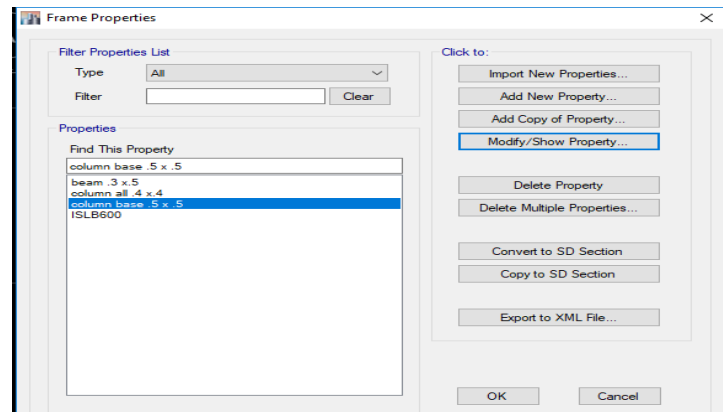 Frame Properties
Filter Properties List
Type
All
Filter
Clear
Properties
Find This Property
column base .5 x .5
beam .3 x.5
column all .4 x.4
column base .5 x .5
ISLB600
Click to:
Import New Properties...
Add New Property...
Add Copy of Property...
Modify/Show Property...
Delete Property
Delete Multiple Properties...
Convert to SD Section
Copy to SD Section
Export to XML File...
OK
Cancel